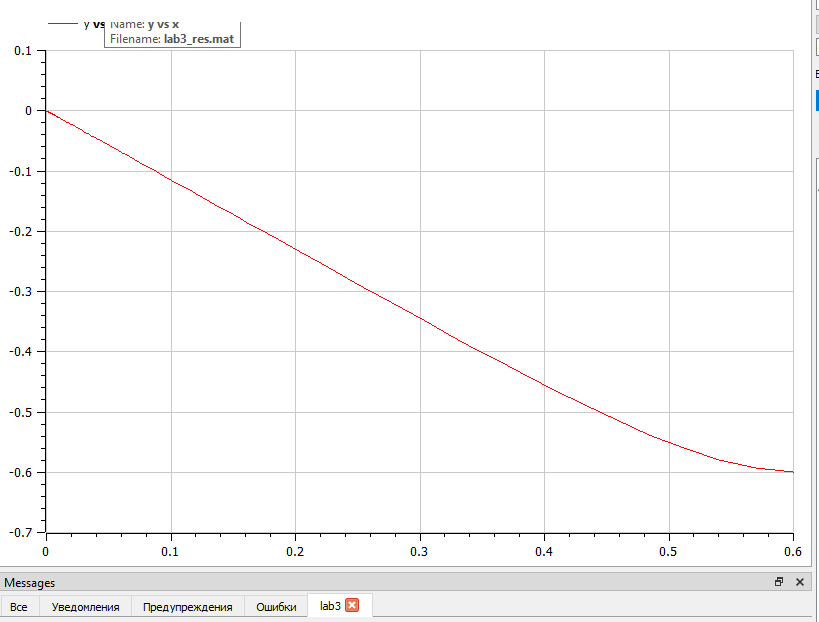 y vs
Name: y vs x
Filename: lab3_res.mat
0.1
0
-0.1
-0.2
-0.3
-0.4
-0.5
-0.6
-0.7
0 0.1 0.2 0.3 0.4 0.5 0.6
Messages
Все Уведомления Предупреждения Ошибки lab3